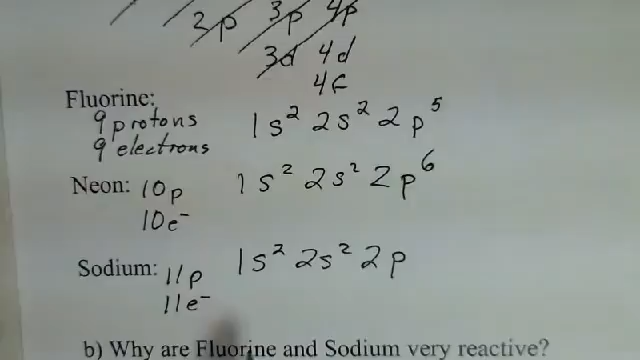 2p 3p 4p
3d 4d
4f
Fluorine:
9 protons 1s² 2s² 2p⁵
9 electrons
Neon: 10p 1s² 2s² 2p⁶
10e⁻
Sodium: 11p 1s² 2s² 2p
11e⁻
b) Why are Fluorine and Sodium very reactive?